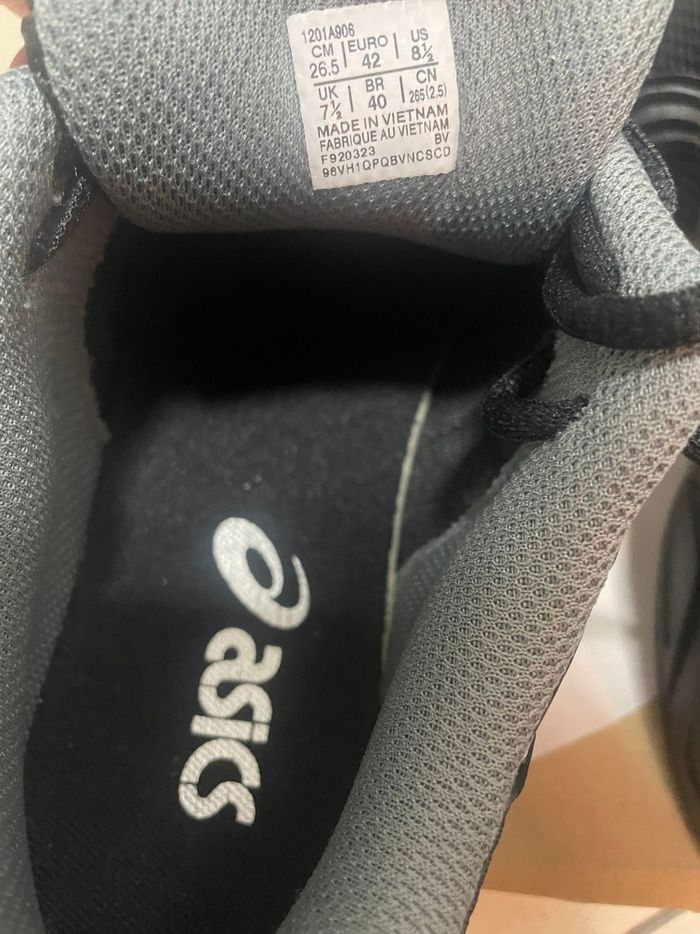 1201A906
CM EURO US
26.5 42 8½
UK BR CN
7½ 40 265(2.5)
MADE IN VIETNAM
FABRIQUE AU VIETNAM
F920323 BV
96VH1QPQBVNCSCD
asics